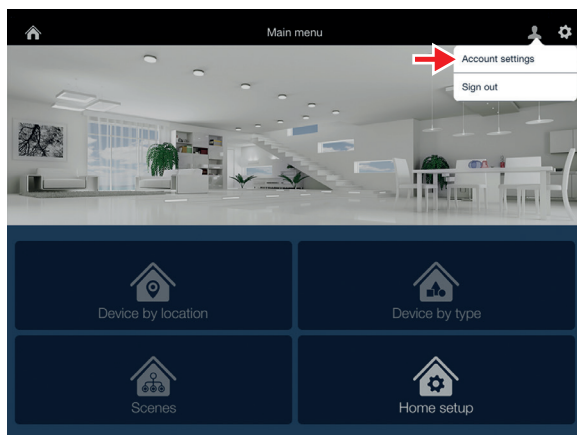 Main menu
Account settings
Sign out
Device by location
Device by type
Scenes
Home setup